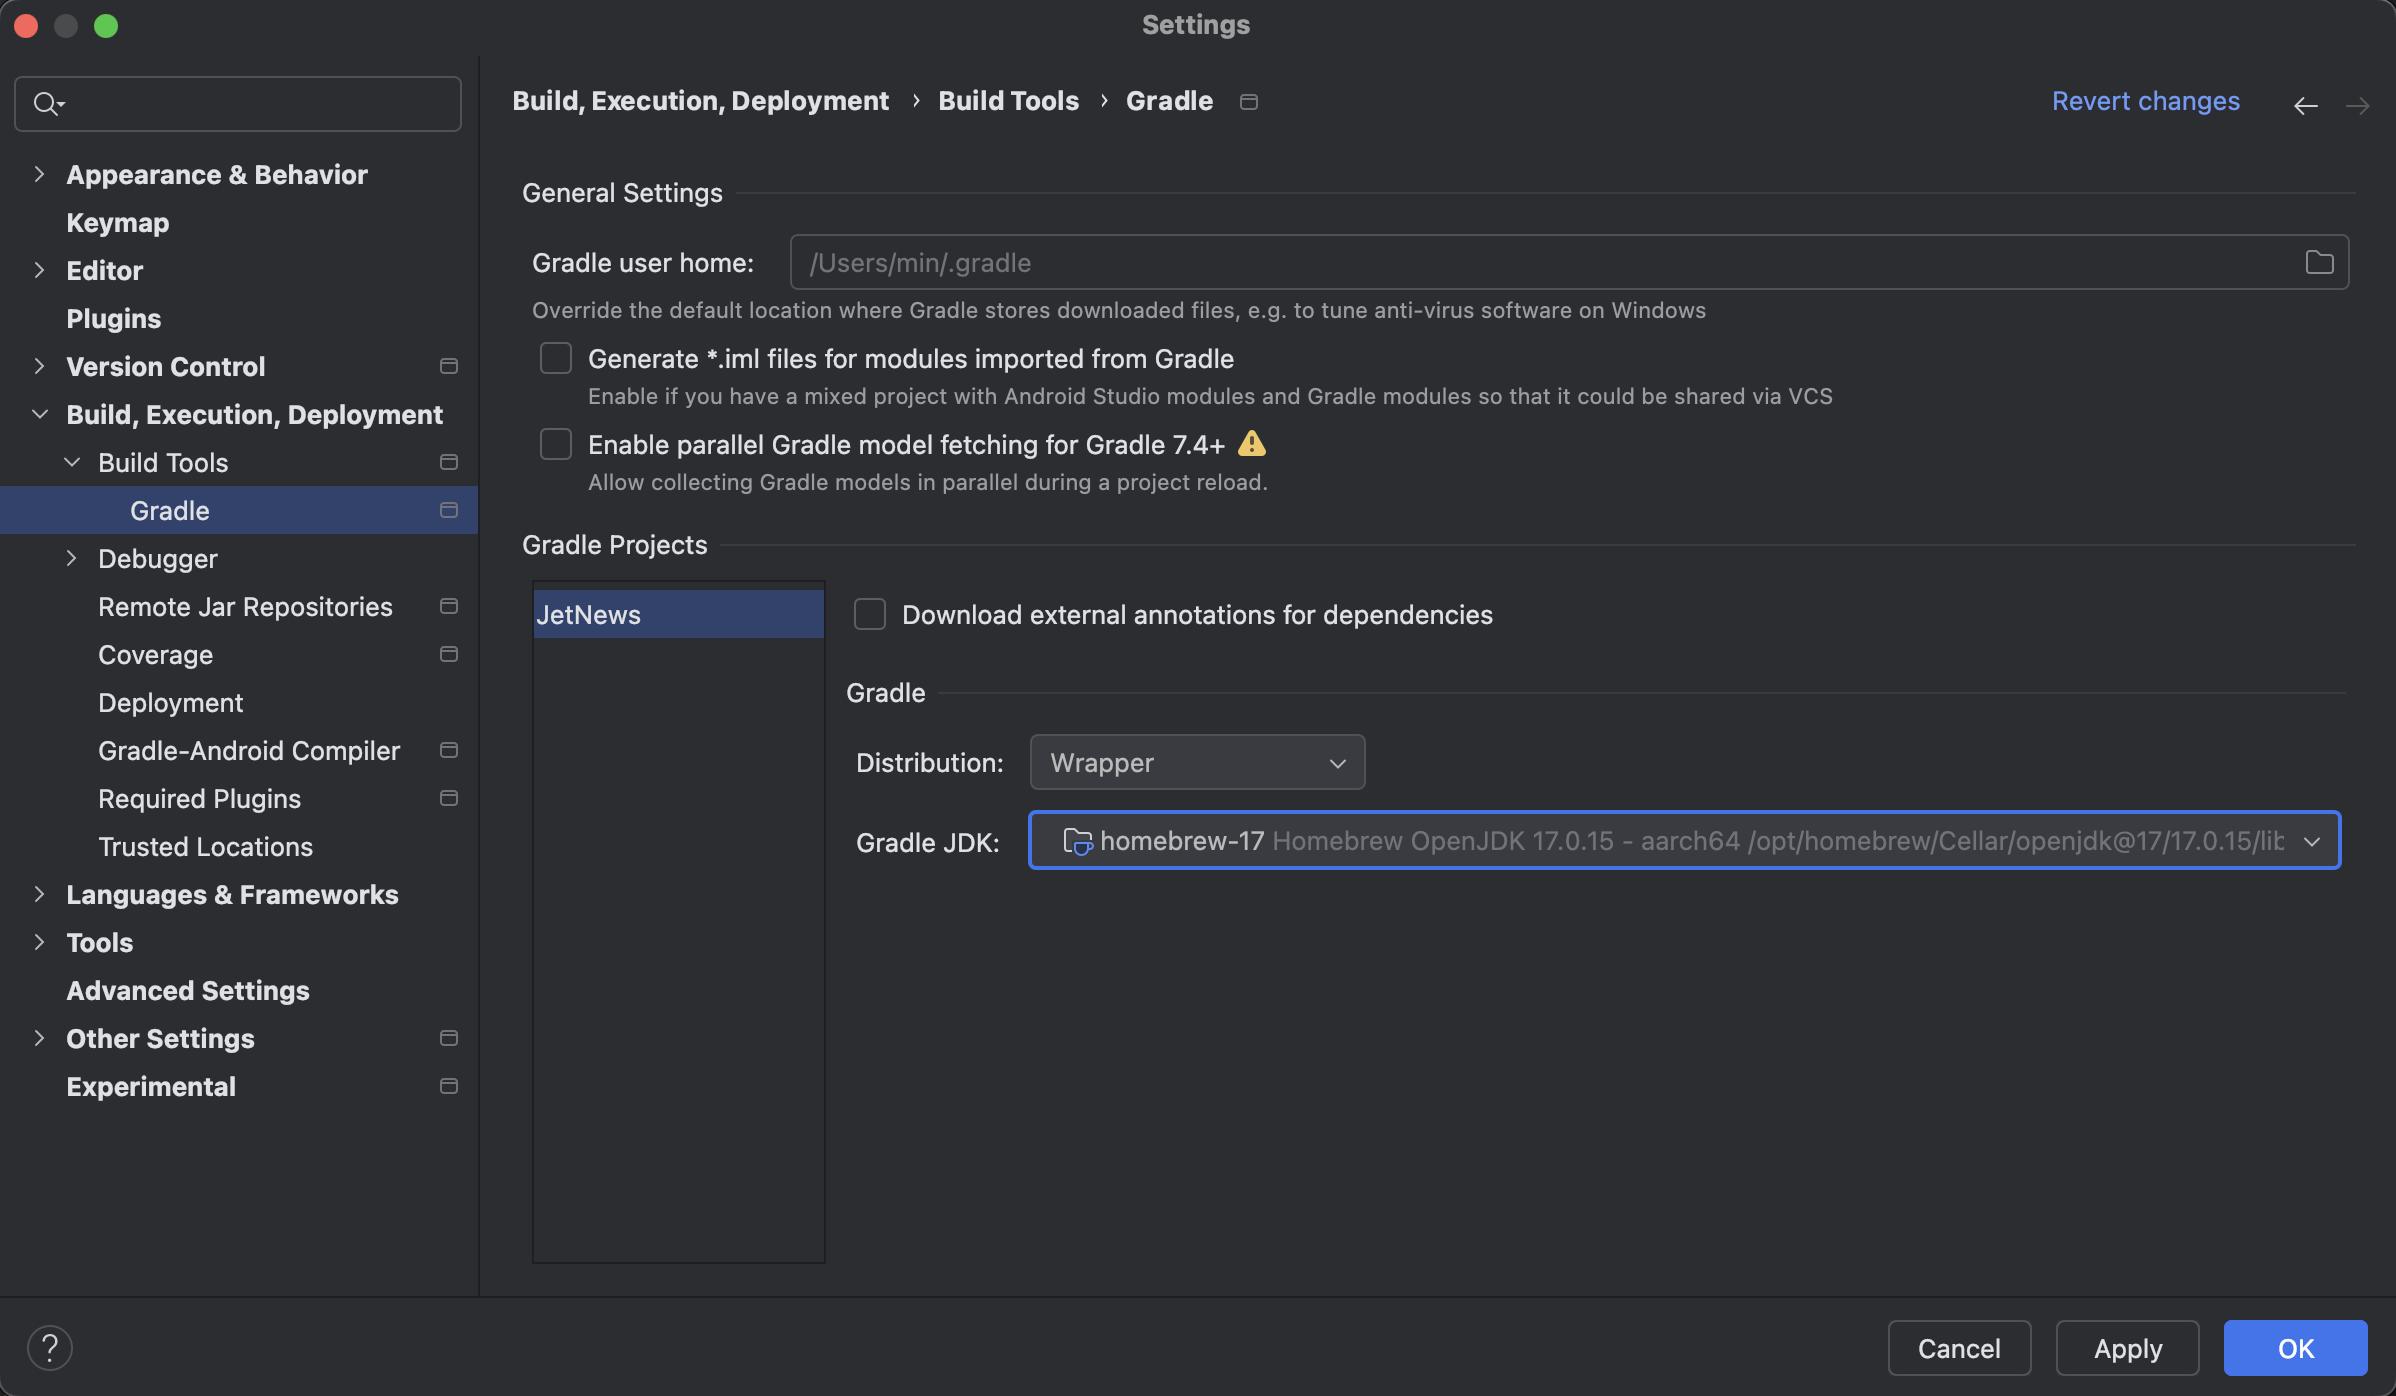 Settings
Build, Execution, Deployment › Build Tools › Gradle
Revert changes
Appearance & Behavior
Keymap
Editor
Plugins
Version Control
Build, Execution, Deployment
Build Tools
Gradle
Debugger
Remote Jar Repositories
Coverage
Deployment
Gradle-Android Compiler
Required Plugins
Trusted Locations
Languages & Frameworks
Tools
Advanced Settings
Other Settings
Experimental
General Settings
Gradle user home: /Users/min/.gradle
Override the default location where Gradle stores downloaded files, e.g. to tune anti-virus software on Windows
Generate *.iml files for modules imported from Gradle
Enable if you have a mixed project with Android Studio modules and Gradle modules so that it could be shared via VCS
Enable parallel Gradle model fetching for Gradle 7.4+
Allow collecting Gradle models in parallel during a project reload.
Gradle Projects
JetNews
Download external annotations for dependencies
Gradle
Distribution: Wrapper
Gradle JDK: homebrew-17 Homebrew OpenJDK 17.0.15 - aarch64 /opt/homebrew/Cellar/openjdk@17/17.0.15/lib
?
Cancel
Apply
OK